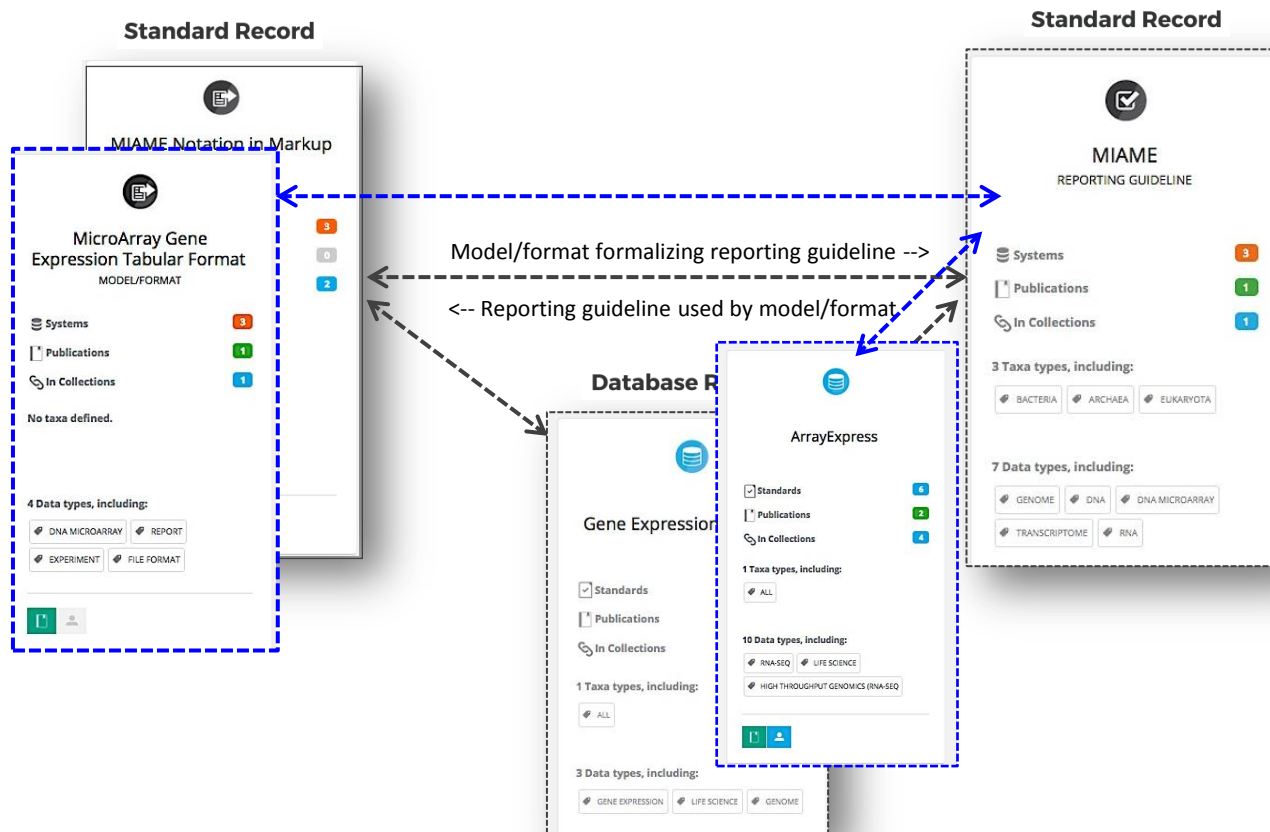 Standard Record
MIAME Notation in Markup
3
0
2
MicroArray Gene
Expression Tabular Format
MODEL/FORMAT
Systems 3
Publications 1
In Collections 1
No taxa defined.
4 Data types, including:
DNA MICROARRAY REPORT
EXPERIMENT FILE FORMAT
Model/format formalizing reporting guideline -->
<-- Reporting guideline used by model/format
Database R
Gene Expression
Standards
Publications
In Collections
1 Taxa types, including:
ALL
3 Data types, including:
GENE EXPRESSION LIFE SCIENCE GENOME
ArrayExpress
Standards 6
Publications 2
In Collections 4
1 Taxa types, including:
ALL
10 Data types, including:
RNA-SEQ LIFE SCIENCE
HIGH THROUGHPUT GENOMICS (RNA-SEQ
Standard Record
MIAME
REPORTING GUIDELINE
Systems 3
Publications 1
In Collections 1
3 Taxa types, including:
BACTERIA ARCHAEA EUKARYOTA
7 Data types, including:
GENOME DNA DNA MICROARRAY
TRANSCRIPTOME RNA